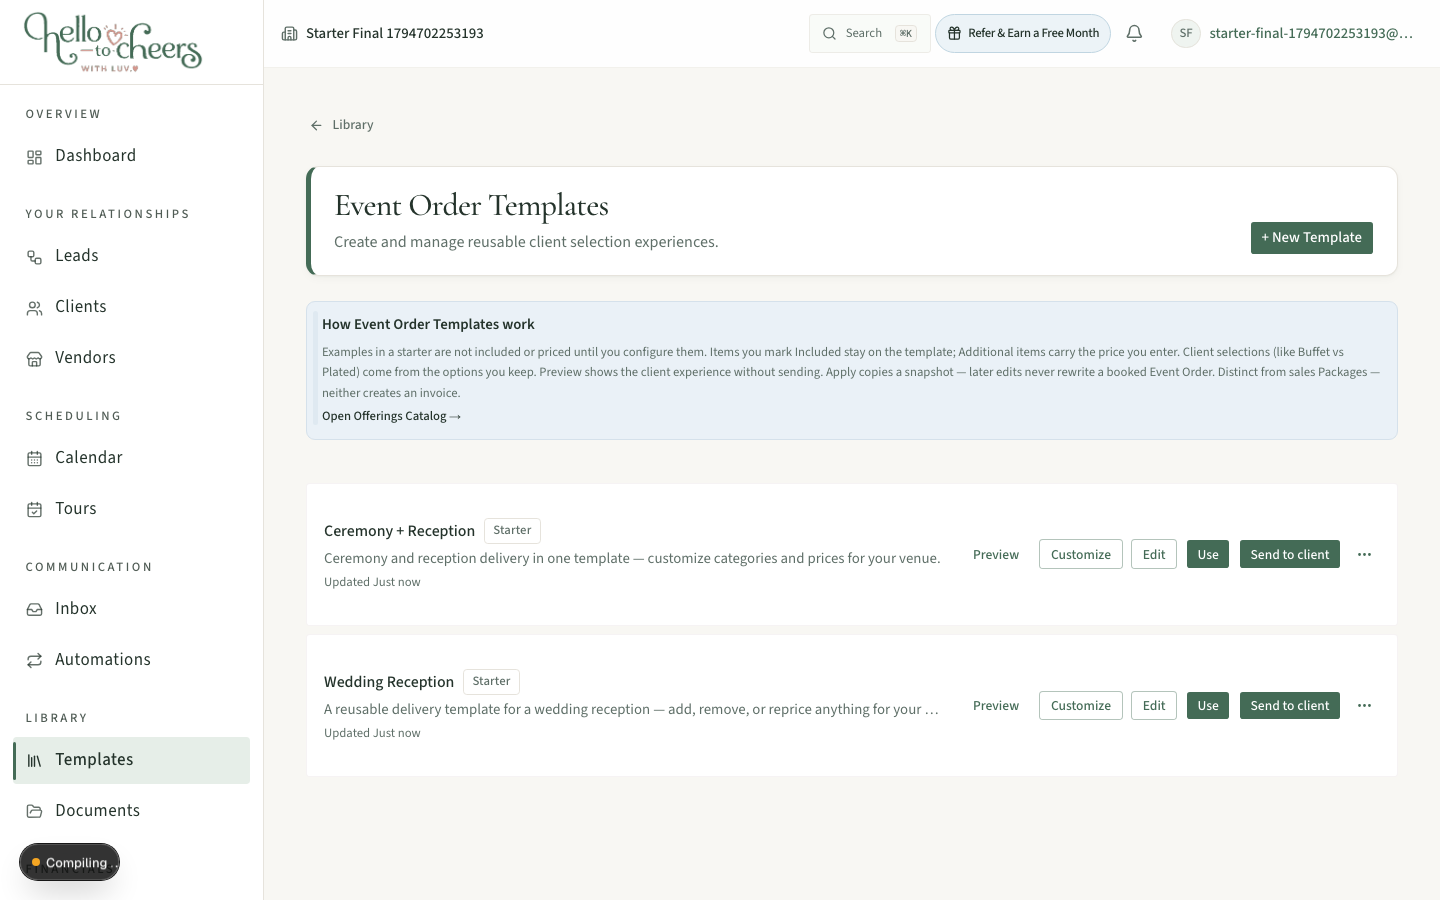 hello
to cheers
WITH LUV.
Starter Final 1794702253193
Search ⌘K
Refer & Earn a Free Month
SF
starter-final-1794702253193@...
OVERVIEW
Dashboard
YOUR RELATIONSHIPS
Leads
Clients
Vendors
SCHEDULING
Calendar
Tours
COMMUNICATION
Inbox
Automations
LIBRARY
Templates
Documents
FINANCIALS
Compiling ...
← Library
Event Order Templates
Create and manage reusable client selection experiences.
+ New Template
How Event Order Templates work
Examples in a starter are not included or priced until you configure them. Items you mark Included stay on the template; Additional items carry the price you enter. Client selections (like Buffet vs
Plated) come from the options you keep. Preview shows the client experience without sending. Apply copies a snapshot — later edits never rewrite a booked Event Order. Distinct from sales Packages —
neither creates an invoice.
Open Offerings Catalog →
Ceremony + Reception Starter
Ceremony and reception delivery in one template — customize categories and prices for your venue.
Updated Just now
Preview Customize Edit Use Send to client ...
Wedding Reception Starter
A reusable delivery template for a wedding reception — add, remove, or reprice anything for your ...
Updated Just now
Preview Customize Edit Use Send to client ...